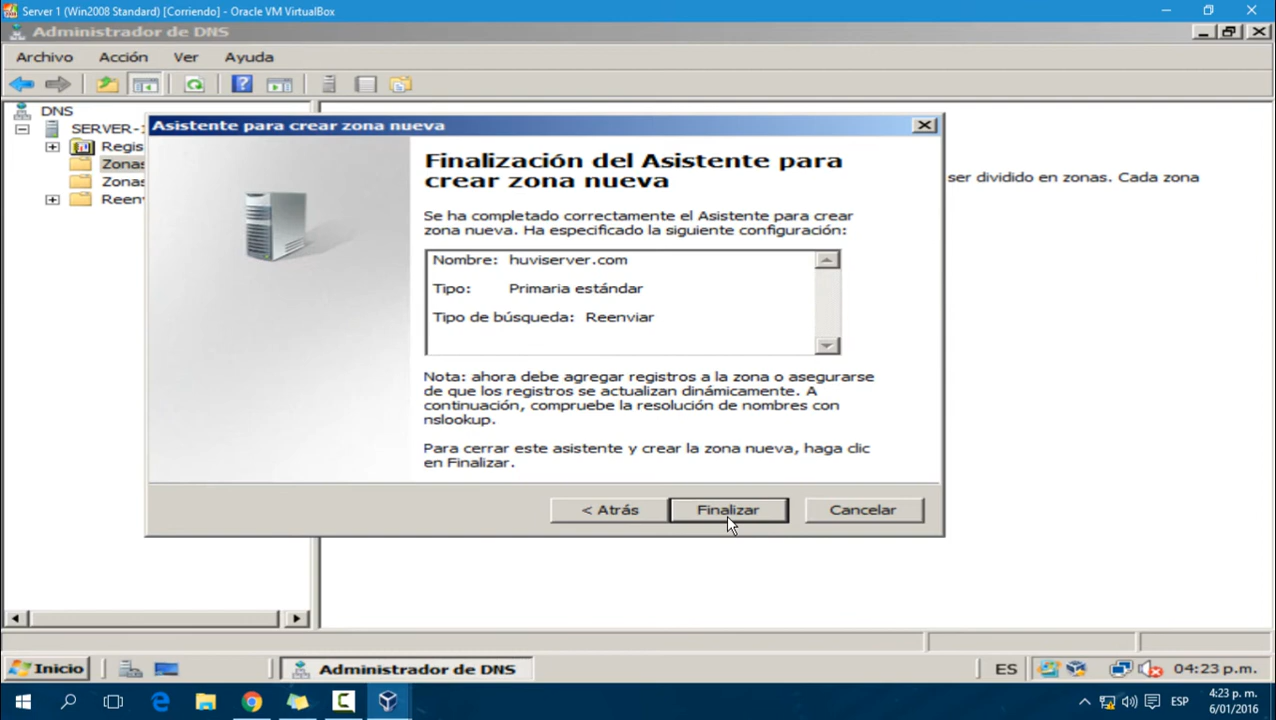 Server 1 (Win2008 Standard) [Corriendo] - Oracle VM VirtualBox
Administrador de DNS
Archivo Acción Ver Ayuda
DNS
SERVER-1
Regis
Zonas
Zonas
Reenv
Asistente para crear zona nueva
Finalización del Asistente para
crear zona nueva
ser dividido en zonas. Cada zona
Se ha completado correctamente el Asistente para crear
zona nueva. Ha especificado la siguiente configuración:
Nombre: huviserver.com
Tipo: Primaria estándar
Tipo de búsqueda: Reenviar
Nota: ahora debe agregar registros a la zona o asegurarse
de que los registros se actualizan dinámicamente. A
continuación, compruebe la resolución de nombres con
nslookup.
Para cerrar este asistente y crear la zona nueva, haga clic
en Finalizar.
< Atrás Finalizar Cancelar
Inicio Administrador de DNS ES 04:23 p.m.
ESP 4:23 p. m.
6/01/2016